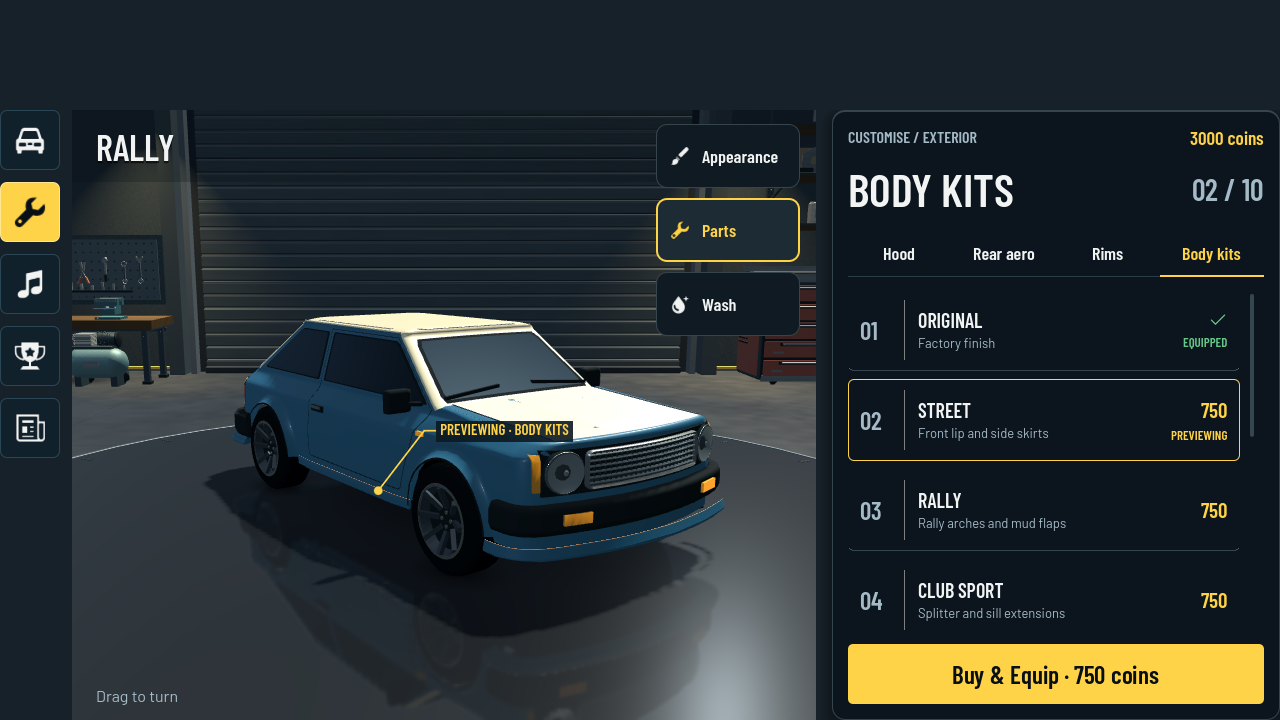 RALLY
Appearance
Parts
Wash
PREVIEWING · BODY KITS
Drag to turn
CUSTOMISE / EXTERIOR
3000 coins
BODY KITS
02 / 10
Hood
Rear aero
Rims
Body kits
01
ORIGINAL
Factory finish
EQUIPPED
02
STREET
Front lip and side skirts
750
PREVIEWING
03
RALLY
Rally arches and mud flaps
750
04
CLUB SPORT
Splitter and sill extensions
750
Buy & Equip · 750 coins